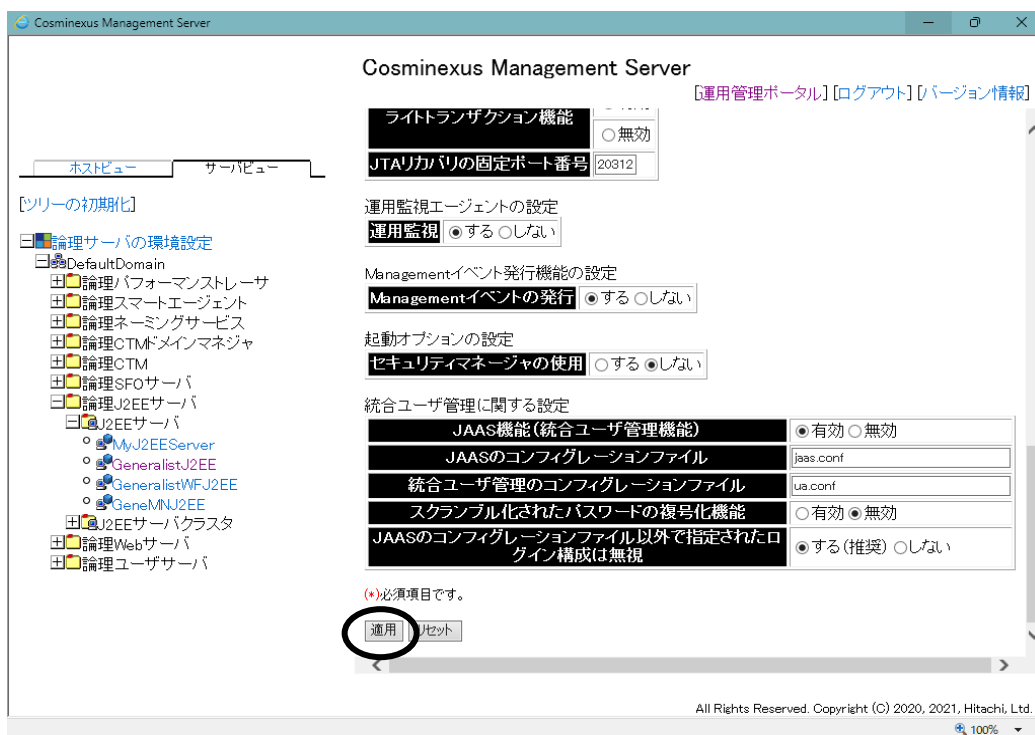 Cosminexus Management Server
Cosminexus Management Server
[運用管理ポータル] [ログアウト] [バージョン情報]
ホストビュー サーバビュー
[ツリーの初期化]
論理サーバの環境設定
DefaultDomain
論理パフォーマンストレーサ
論理スマートエージェント
論理ネーミングサービス
論理CTMドメインマネジャ
論理CTM
論理SFOサーバ
論理J2EEサーバ
J2EEサーバ
MyJ2EEServer
GeneralistJ2EE
GeneralistWFJ2EE
GeneMNJ2EE
J2EEサーバクラスタ
論理Webサーバ
論理ユーザサーバ
ライトトランザクション機能
無効
JTAリカバリの固定ポート番号 20312
運用監視エージェントの設定
運用監視 する しない
Managementイベント発行機能の設定
Managementイベントの発行 する しない
起動オプションの設定
セキュリティマネージャの使用 する しない
統合ユーザ管理に関する設定
JAAS機能(統合ユーザ管理機能) 有効 無効
JAASのコンフィグレーションファイル jaas.conf
統合ユーザ管理のコンフィグレーションファイル ua.conf
スクランブル化されたパスワードの復号化機能 有効 無効
JAASのコンフィグレーションファイル以外で指定されたロ
グイン構成は無視 する(推奨) しない
(*)必須項目です。
適用 リセット
All Rights Reserved. Copyright (C) 2020, 2021, Hitachi, Ltd.
100%